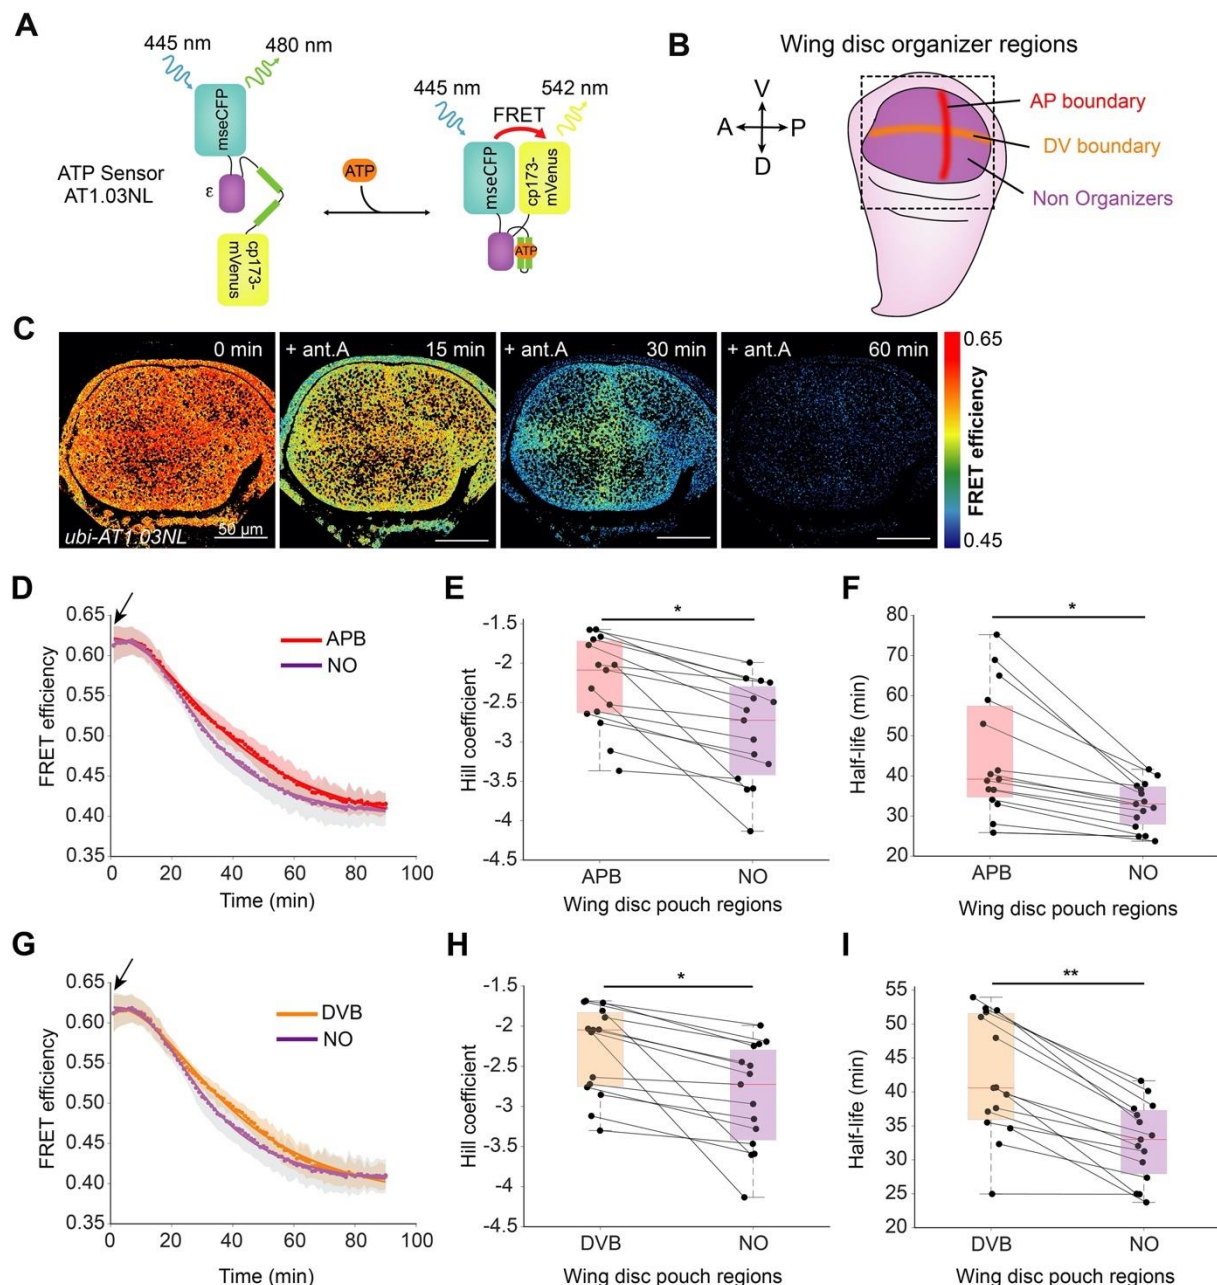 A
445 nm
480 nm
mseCFP
ε
ATP Sensor
AT1.03NL
cp173-
mVenus
ATP
445 nm
542 nm
FRET
mseCFP
cp173-
mVenus
ATP
B
Wing disc organizer regions
V
A
P
D
AP boundary
DV boundary
Non Organizers
C
0 min
+ ant.A
15 min
+ ant.A
30 min
+ ant.A
60 min
ubi-AT1.03NL
50 µm
0.65
FRET efficiency
0.45
D
0.65
0.60
0.55
0.50
0.45
0.40
0.35
FRET efficiency
0
20
40
60
80
100
Time (min)
APB
NO
E
-1.5
-2
-2.5
-3
-3.5
-4
-4.5
Hill coefficient
*
APB
NO
Wing disc pouch regions
F
80
70
60
50
40
30
20
Half-life (min)
*
APB
NO
Wing disc pouch regions
G
0.65
0.60
0.55
0.50
0.45
0.40
0.35
FRET efficiency
0
20
40
60
80
100
Time (min)
DVB
NO
H
-1.5
-2
-2.5
-3
-3.5
-4
-4.5
Hill coefficient
*
DVB
NO
Wing disc pouch regions
I
55
50
45
40
35
30
25
20
Half-life (min)
**
DVB
NO
Wing disc pouch regions